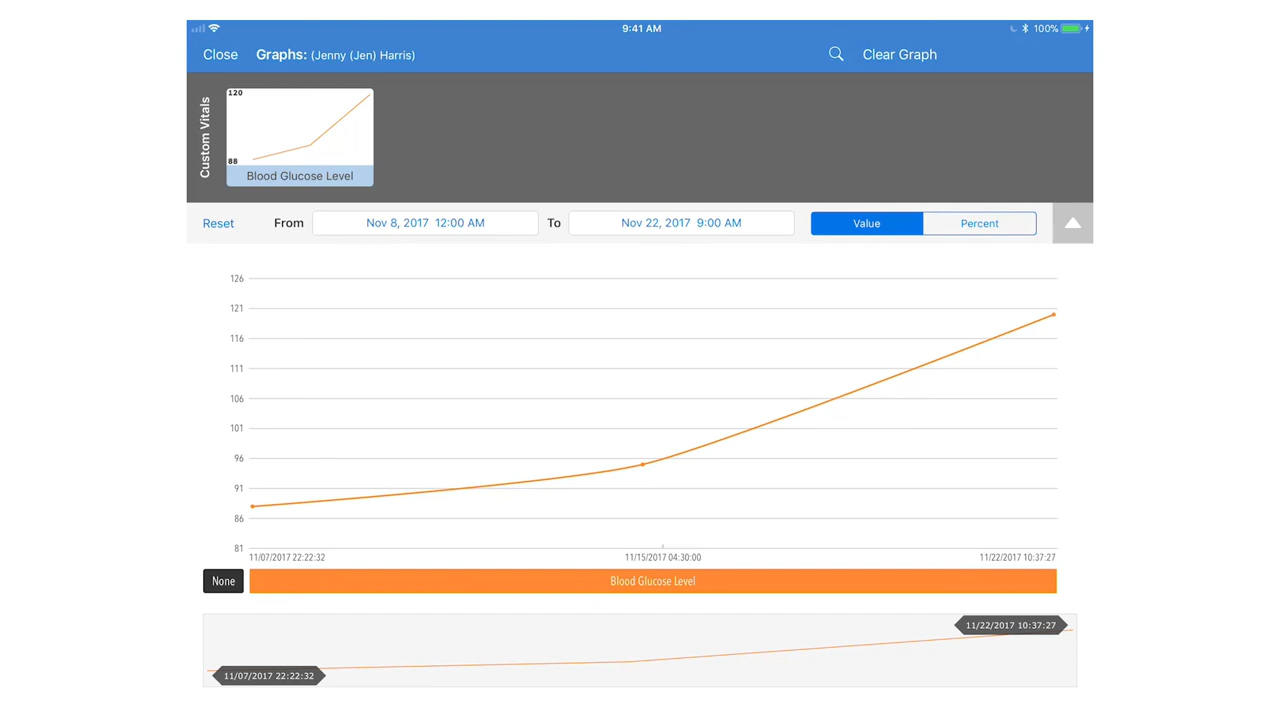 9:41 AM
100%
Close Graphs: (Jenny (Jen) Harris) Clear Graph
Custom Vitals
120
88
Blood Glucose Level
Reset From Nov 8, 2017 12:00 AM To Nov 22, 2017 9:00 AM Value Percent
126
121
116
111
106
101
96
91
86
81
11/07/2017 22:22:32 11/15/2017 04:30:00 11/22/2017 10:37:27
None Blood Glucose Level
11/22/2017 10:37:27
11/07/2017 22:22:32